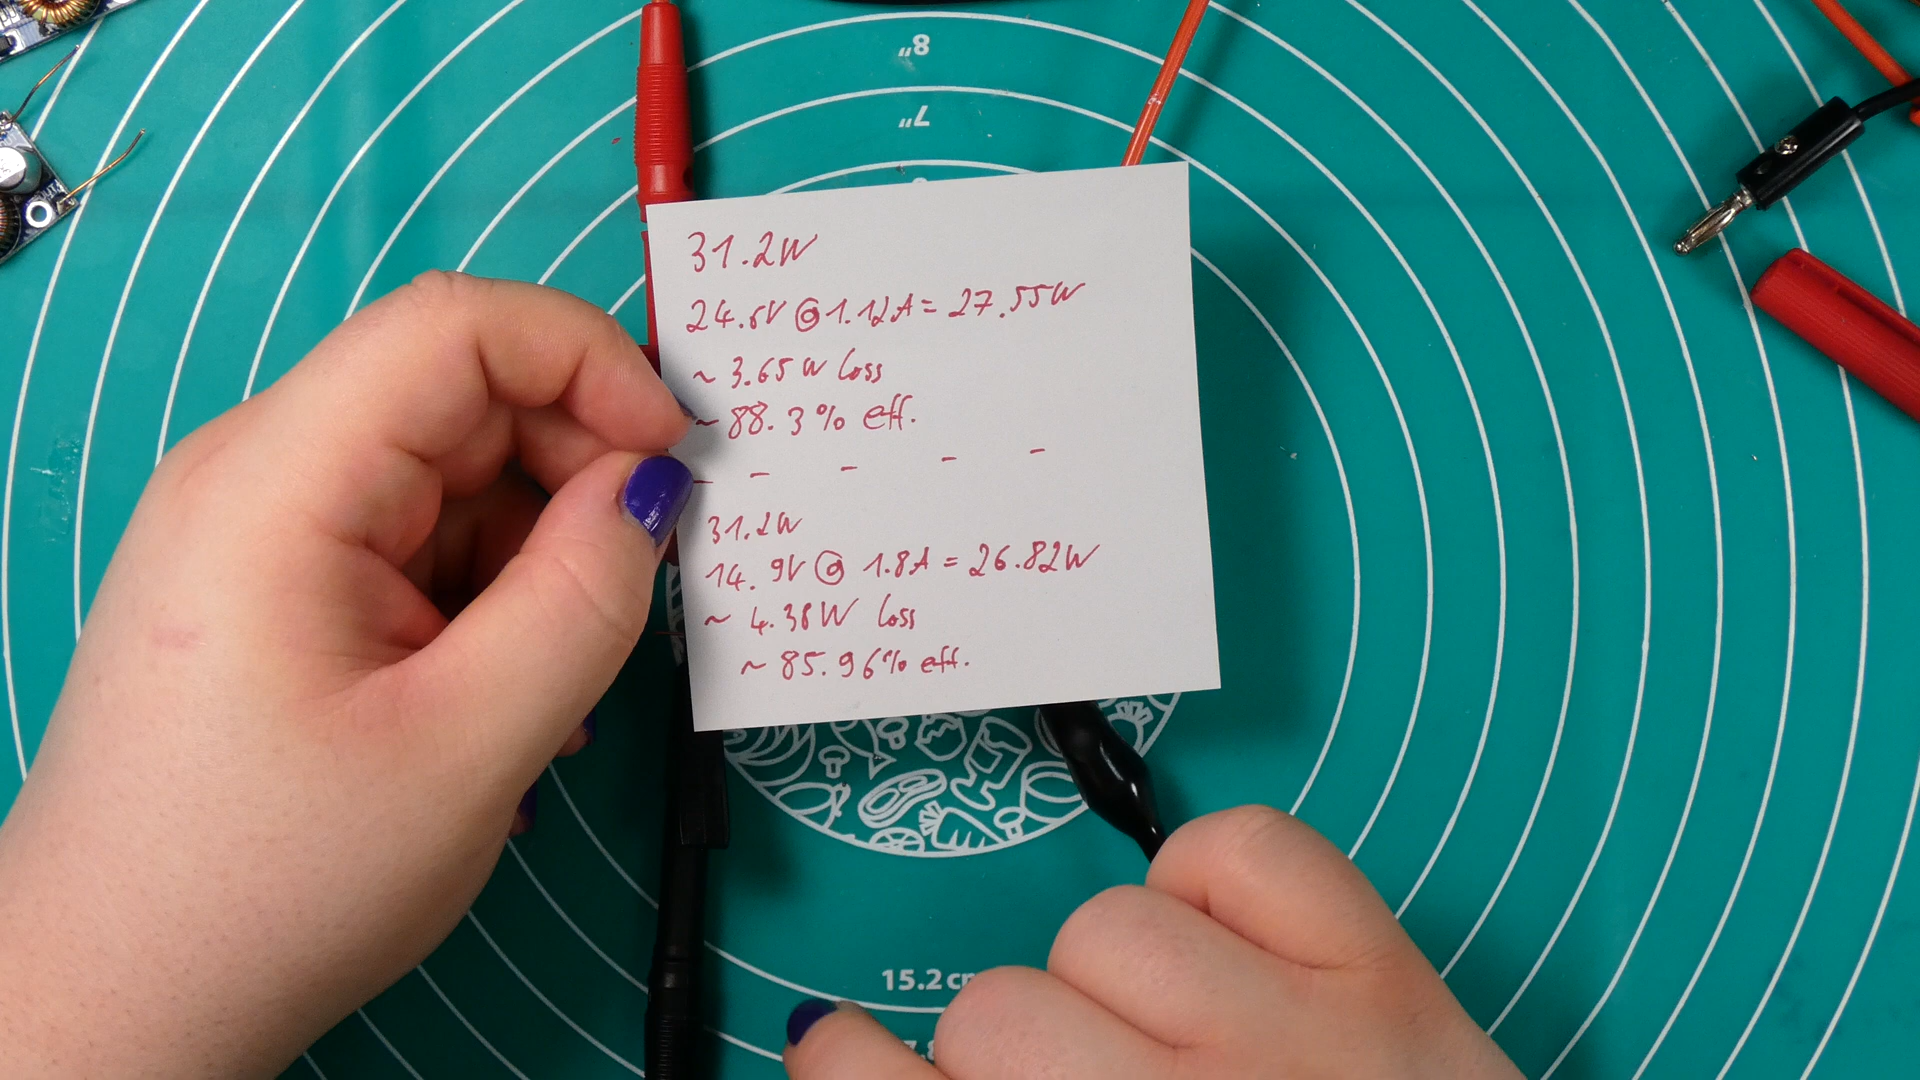 8"
7"
31.2W
24.6V @ 1.12A = 27.55W
~ 3.65W loss
~ 88.3% eff.
- - - - -
31.2W
14.9V @ 1.8A = 26.82W
~ 4.38W loss
~ 85.96% eff.
15.2